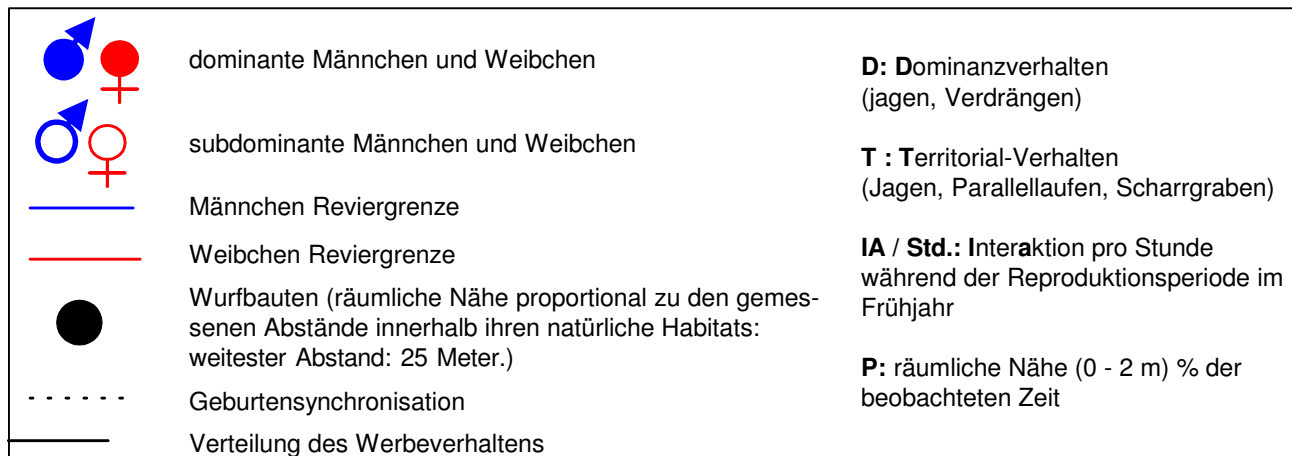 dominante Männchen und Weibchen
subdominante Männchen und Weibchen
Männchen Reviergrenze
Weibchen Reviergrenze
Wurfbauten (räumliche Nähe proportional zu den gemes-
senen Abstände innerhalb ihren natürliche Habitats:
weitester Abstand: 25 Meter.)
Geburtensynchronisation
Verteilung des Werbeverhaltens
D: Dominanzverhalten
(jagen, Verdrängen)
T : Territorial-Verhalten
(Jagen, Parallellaufen, Scharrgraben)
IA / Std.: Interaktion pro Stunde
während der Reproduktionsperiode im
Frühjahr
P: räumliche Nähe (0 - 2 m) % der
beobachteten Zeit